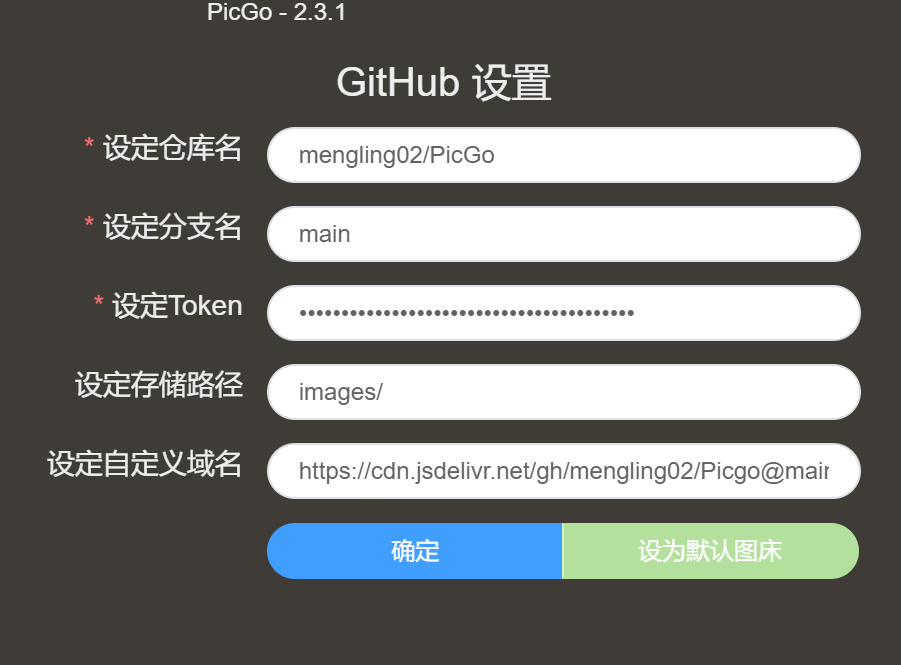 PicGo - 2.3.1
GitHub 设置
* 设定仓库名 mengling02/PicGo
* 设定分支名 main
* 设定Token ••••••••••••••••••••••••••••••••••••••••
设定存储路径 images/
设定自定义域名 https://cdn.jsdelivr.net/gh/mengling02/Picgo@main
确定 设为默认图床